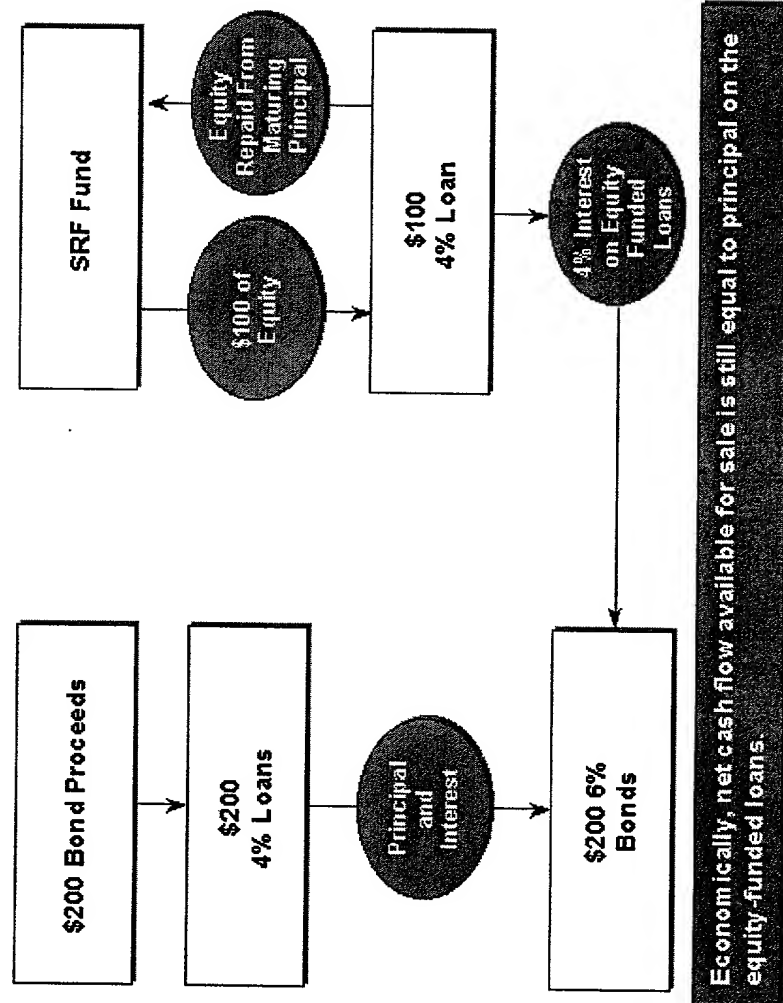 $200 Bond Proceeds
$200
4% Loans
Principal
and
Interest
$200 6%
Bonds
SRF Fund
$100 of
Equity
Equity
Repaid From
Maturing
Principal
$100
4% Loan
4% Interest
on Equity
Funded
Loans
Economically, net cash flow available for sale is still equal to principal on the
equity-funded loans.